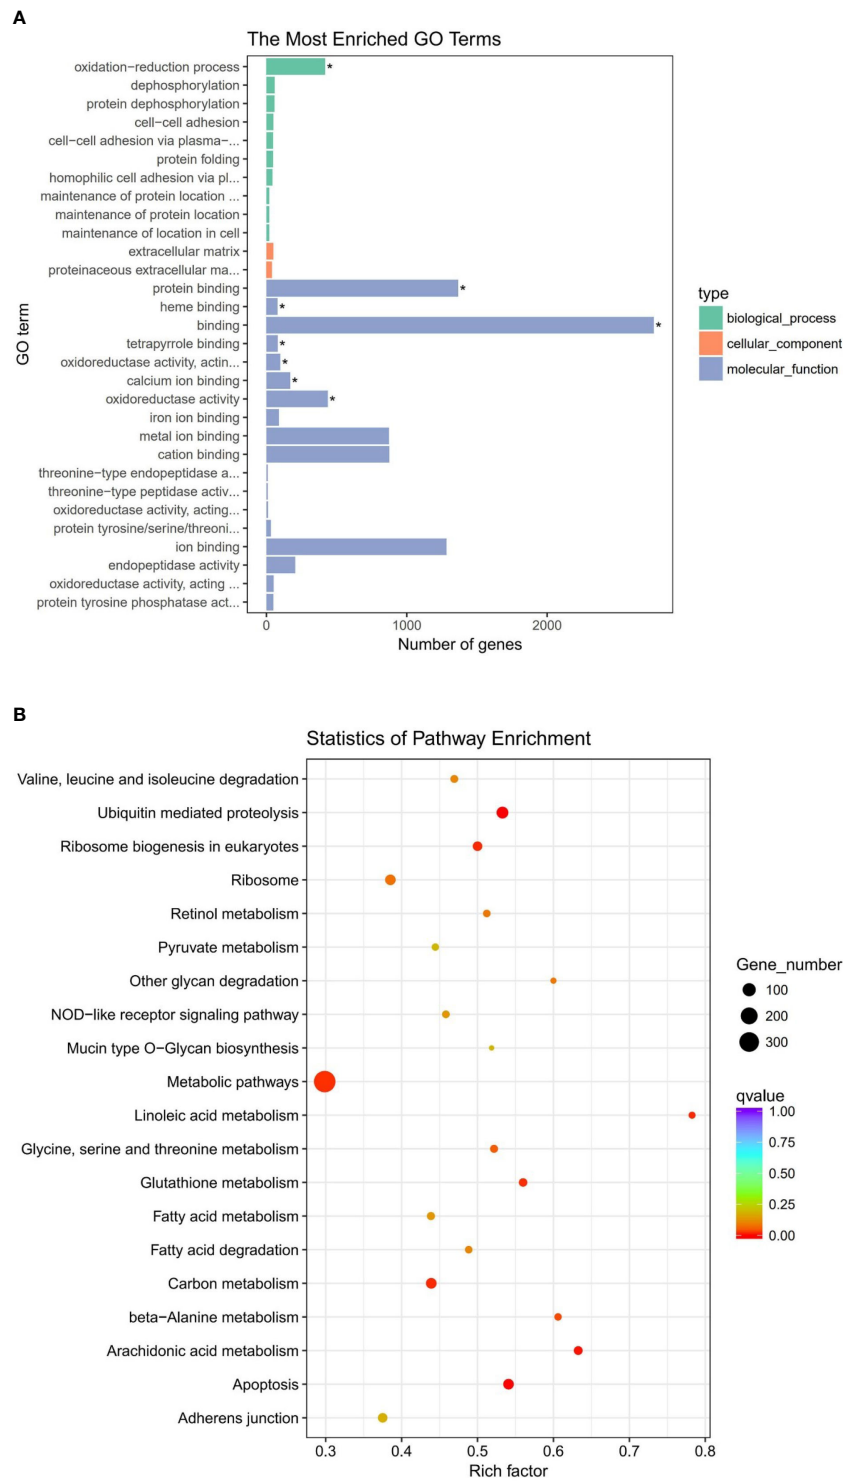 A
The Most Enriched GO Terms
oxidation−reduction process
*
dephosphorylation
protein dephosphorylation
cell−cell adhesion
cell−cell adhesion via plasma−...
protein folding
homophilic cell adhesion via pl...
maintenance of protein location ...
maintenance of protein location
maintenance of location in cell
extracellular matrix
proteinaceous extracellular ma...
protein binding
*
heme binding
*
binding
*
tetrapyrrole binding
*
oxidoreductase activity, actin...
*
calcium ion binding
*
oxidoreductase activity
*
iron ion binding
metal ion binding
cation binding
threonine−type endopeptidase a...
threonine−type peptidase activ...
oxidoreductase activity, acting...
protein tyrosine/serine/threoni...
ion binding
endopeptidase activity
oxidoreductase activity, acting ...
protein tyrosine phosphatase act...
GO term
0 1000 2000
Number of genes
type
biological_process
cellular_component
molecular_function
B
Statistics of Pathway Enrichment
Valine, leucine and isoleucine degradation
Ubiquitin mediated proteolysis
Ribosome biogenesis in eukaryotes
Ribosome
Retinol metabolism
Pyruvate metabolism
Other glycan degradation
NOD−like receptor signaling pathway
Mucin type O−Glycan biosynthesis
Metabolic pathways
Linoleic acid metabolism
Glycine, serine and threonine metabolism
Glutathione metabolism
Fatty acid metabolism
Fatty acid degradation
Carbon metabolism
beta−Alanine metabolism
Arachidonic acid metabolism
Apoptosis
Adherens junction
0.3 0.4 0.5 0.6 0.7 0.8
Rich factor
Gene_number
100
200
300
qvalue
1.00
0.75
0.50
0.25
0.00